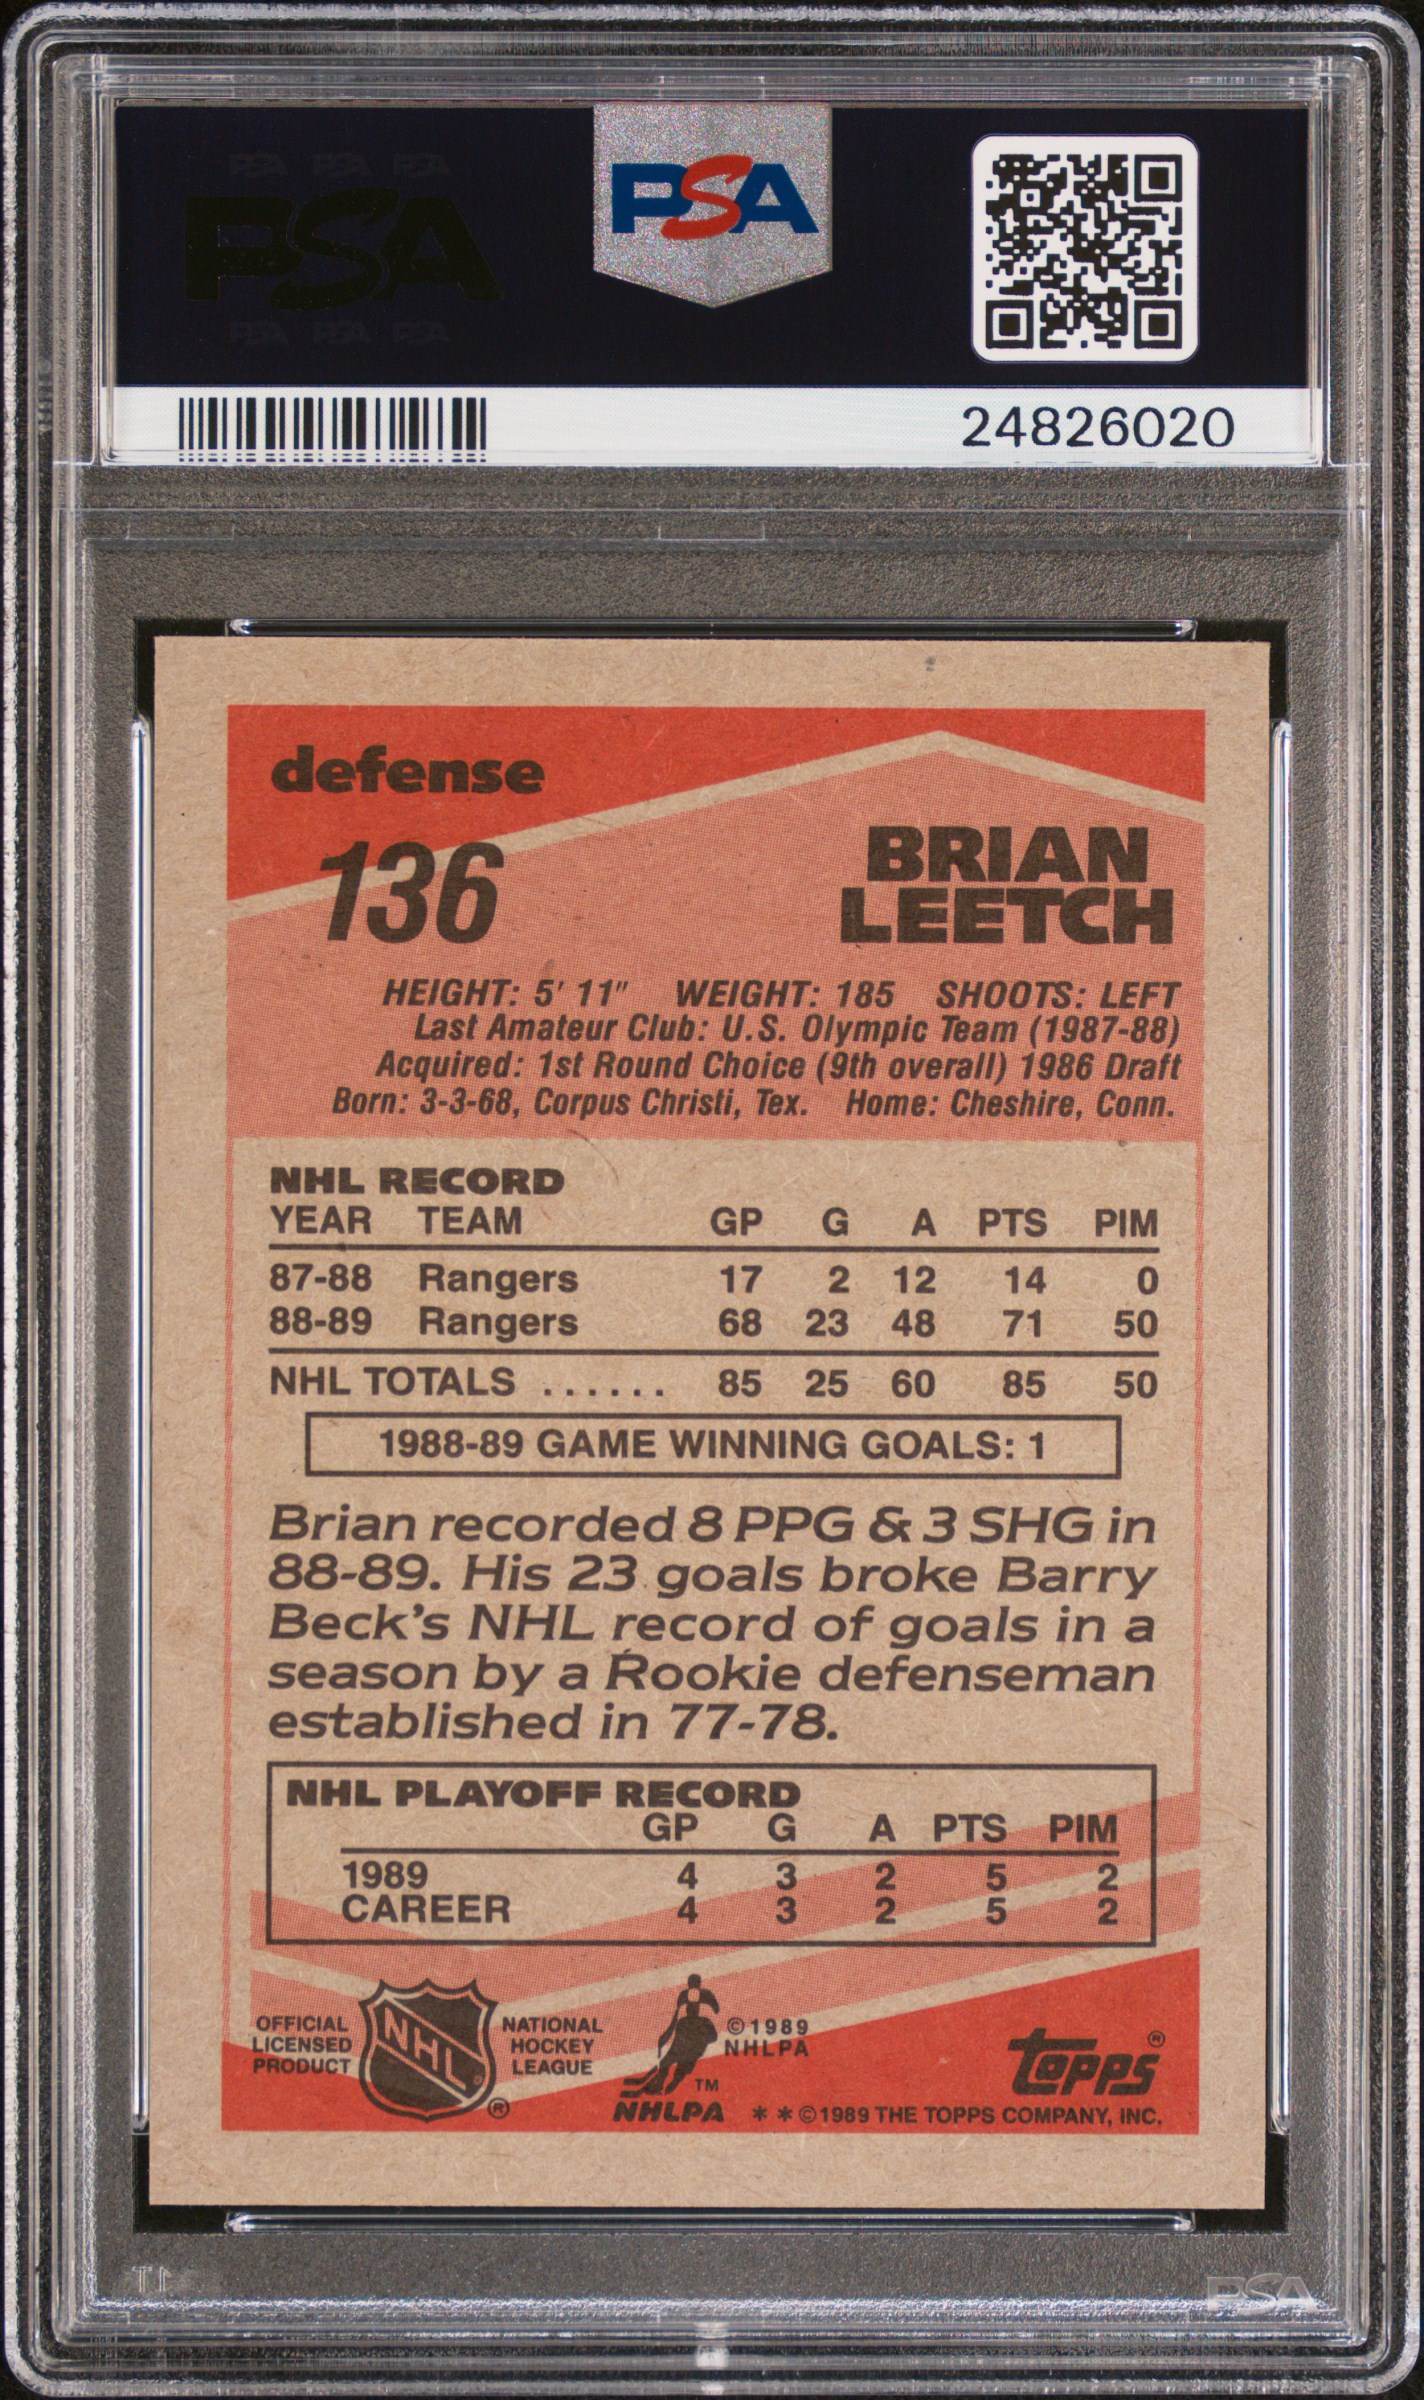 PSA PSA PSA
PSA
PSA
PSA PSA PSA
24826020
defense
136
BRIAN
LEETCH
HEIGHT: 5' 11" WEIGHT: 185 SHOOTS: LEFT
Last Amateur Club: U.S. Olympic Team (1987-88)
Acquired: 1st Round Choice (9th overall) 1986 Draft
Born: 3-3-68, Corpus Christi, Tex. Home: Cheshire, Conn.
NHL RECORD
YEAR TEAM GP G A PTS PIM
87-88 Rangers 17 2 12 14 0
88-89 Rangers 68 23 48 71 50
NHL TOTALS ...... 85 25 60 85 50
1988-89 GAME WINNING GOALS: 1
Brian recorded 8 PPG & 3 SHG in
88-89. His 23 goals broke Barry
Beck's NHL record of goals in a
season by a Rookie defenseman
established in 77-78.
NHL PLAYOFF RECORD
GP G A PTS PIM
1989 4 3 2 5 2
CAREER 4 3 2 5 2
OFFICIAL
LICENSED
PRODUCT
NHL
®
NATIONAL
HOCKEY
LEAGUE
©1989
NHLPA
TM
NHLPA
topps®
**©1989 THE TOPPS COMPANY, INC.
PSA